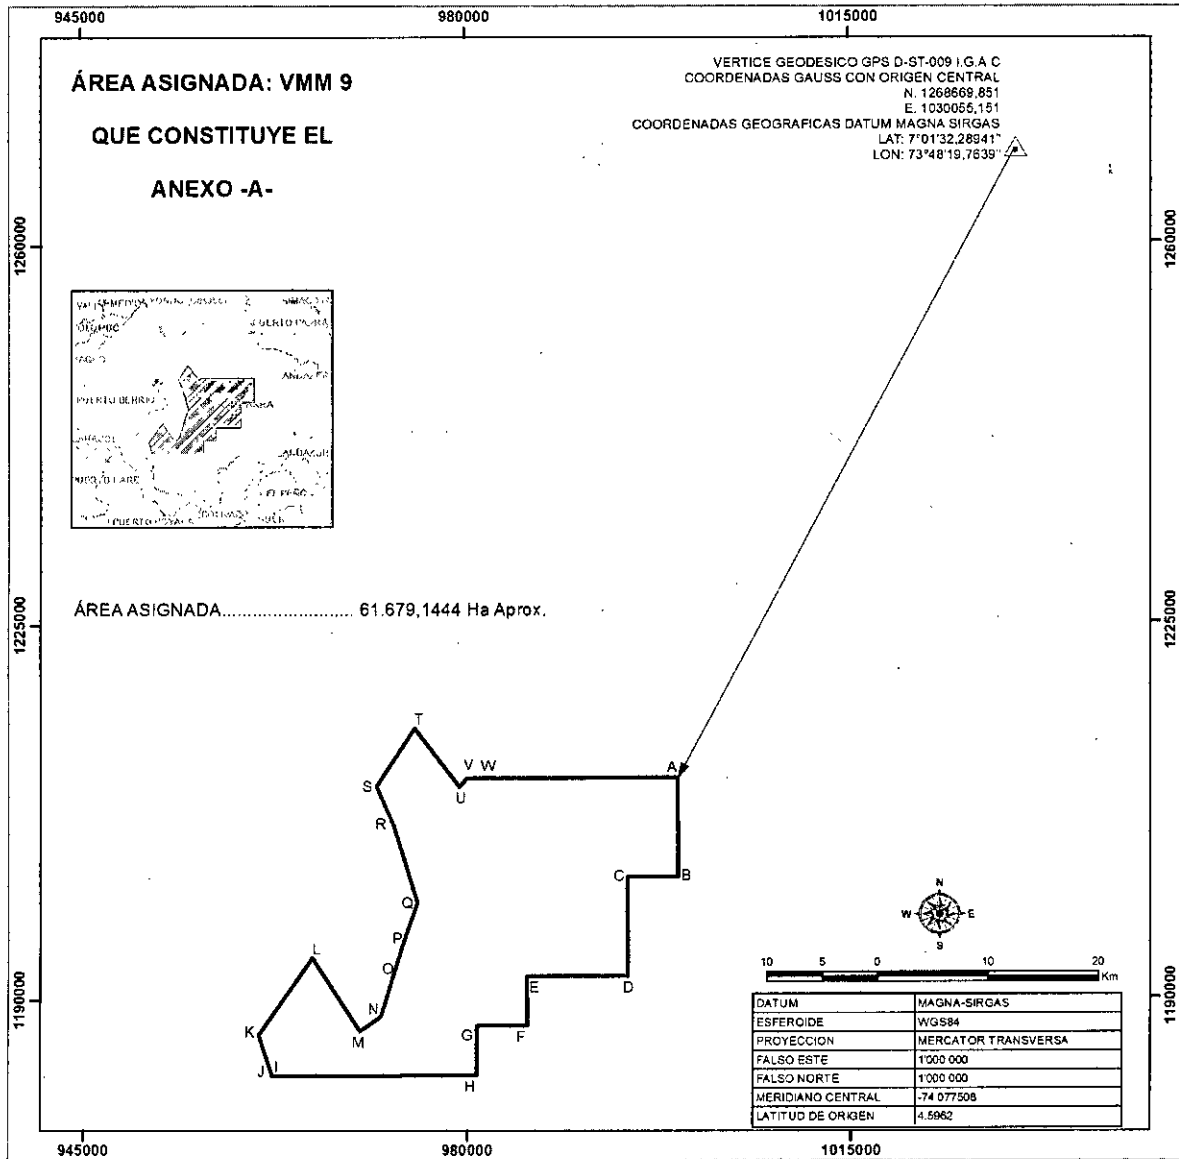 945000 980000 1015000
ÁREA ASIGNADA: VMM 9
QUE CONSTITUYE EL
ANEXO -A-
VERTICE GEODESICO GPS D-ST-009 I.G.A C
COORDENADAS GAUSS CON ORIGEN CENTRAL
N. 1268669,851
E. 1030055,151
COORDENADAS GEOGRAFICAS DATUM MAGNA SIRGAS
LAT: 7°01'32,28941"
LON: 73°48'19,7639"
1260000 1260000
PUERTO BERRIO
ÁREA ASIGNADA........................ 61.679,1444 Ha Aprox.
1225000 1225000
T
V W A
S U
R
C B
Q
P
L
O
E D
N
K M G F
J I H
N
W E
S
10 5 0 10 20
Km
1190000 1190000
DATUM MAGNA-SIRGAS
ESFEROIDE WGS84
PROYECCION MERCATOR TRANSVERSA
FALSO ESTE 1'000 000
FALSO NORTE 1'000 000
MERIDIANO CENTRAL -74 077508
LATITUD DE ORIGEN 4.5962
945000 980000 1015000